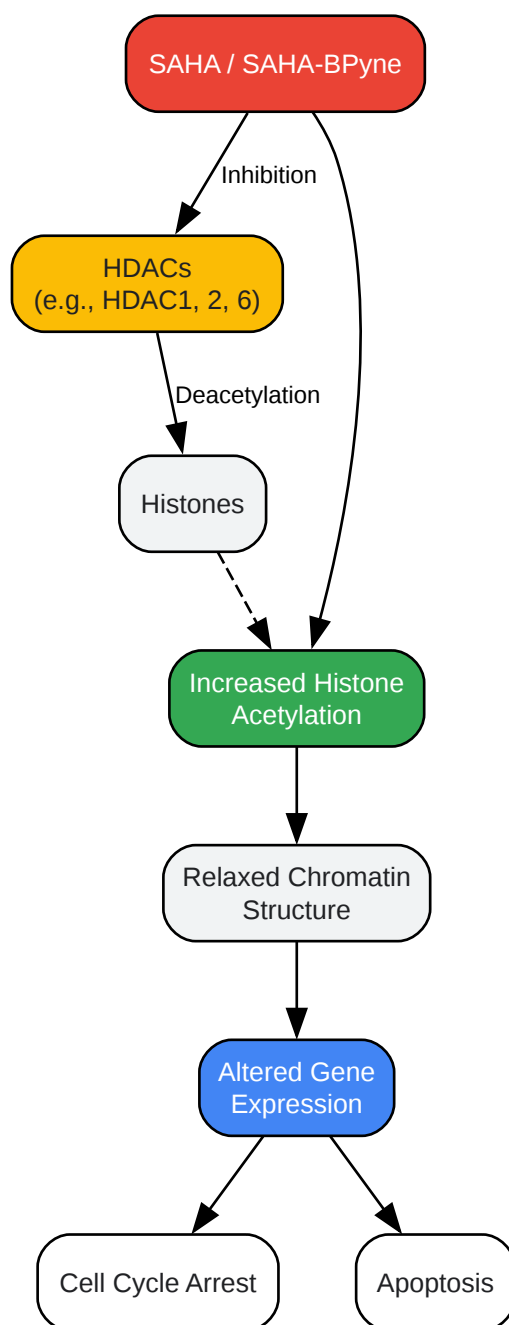 SAHA / SAHA-BPyne
Inhibition
HDACs
(e.g., HDAC1, 2, 6)
Deacetylation
Histones
Increased Histone
Acetylation
Relaxed Chromatin
Structure
Altered Gene
Expression
Cell Cycle Arrest
Apoptosis